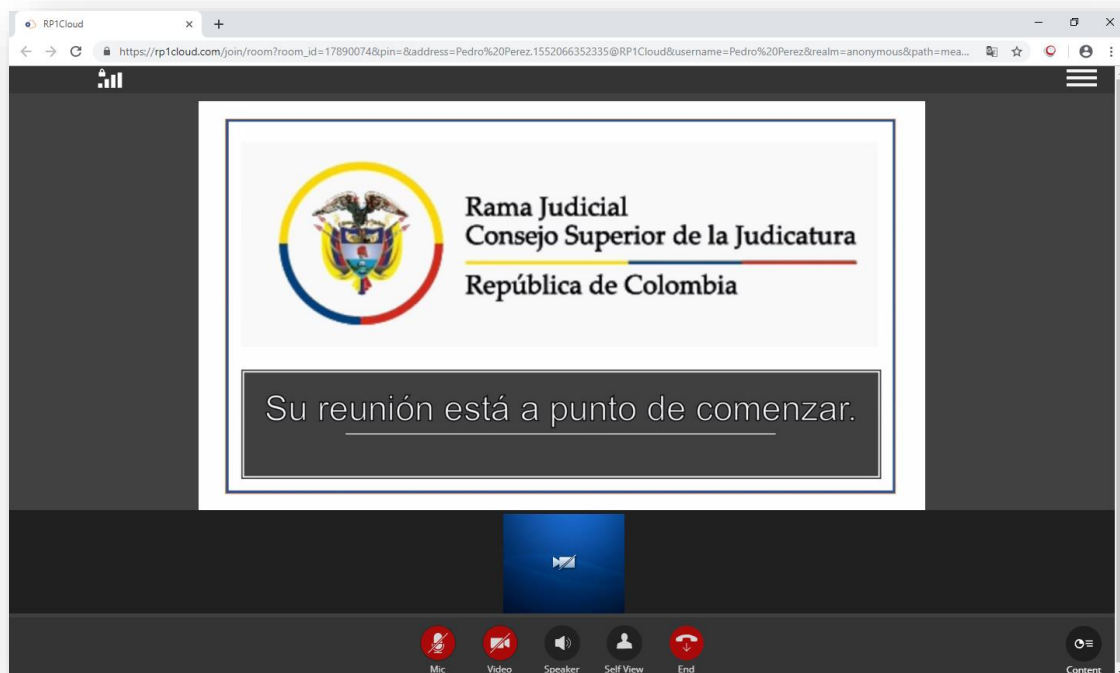 RP1Cloud
https://rp1cloud.com/join/room?room_id=17890074&pin=&address=Pedro%20Perez.1552066352335@RP1Cloud&username=Pedro%20Perez&realm=anonymous&path=mea...
Rama Judicial
Consejo Superior de la Judicatura
República de Colombia
Su reunión está a punto de comenzar.
Mic Video Speaker Self View End Content